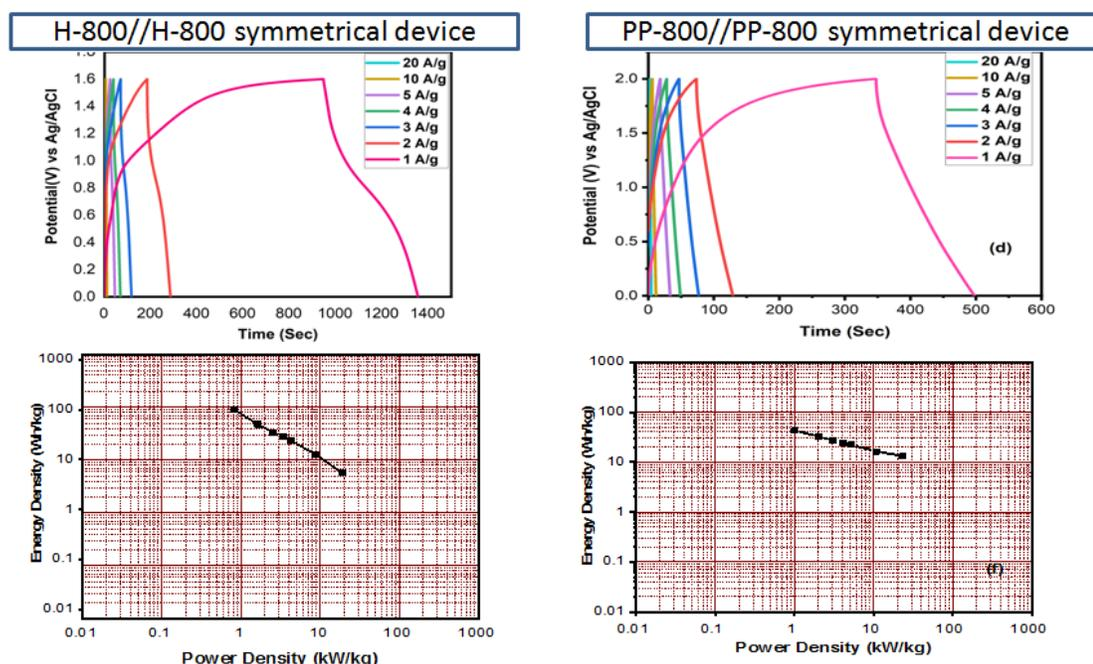 H-800//H-800 symmetrical device
PP-800//PP-800 symmetrical device
1.8
1.6
1.4
1.2
1.0
0.8
0.6
0.4
0.2
0.0
Potential(V) vs Ag/AgCl
20 A/g
10 A/g
5 A/g
4 A/g
3 A/g
2 A/g
1 A/g
0 200 400 600 800 1000 1200 1400
Time (Sec)
2.0
1.5
1.0
0.5
0.0
Potential (V) vs Ag/AgCl
20 A/g
10 A/g
5 A/g
4 A/g
3 A/g
2 A/g
1 A/g
(d)
0 100 200 300 400 500 600
Time (Sec)
1000
100
10
1
0.1
0.01
Energy Density (Wh/kg)
0.01 0.1 1 10 100 1000
Power Density (kW/kg)
1000
100
10
1
0.1
0.01
Energy Density (Wh/kg)
(f)
0.01 0.1 1 10 100 1000
Power Density (kW/kg)